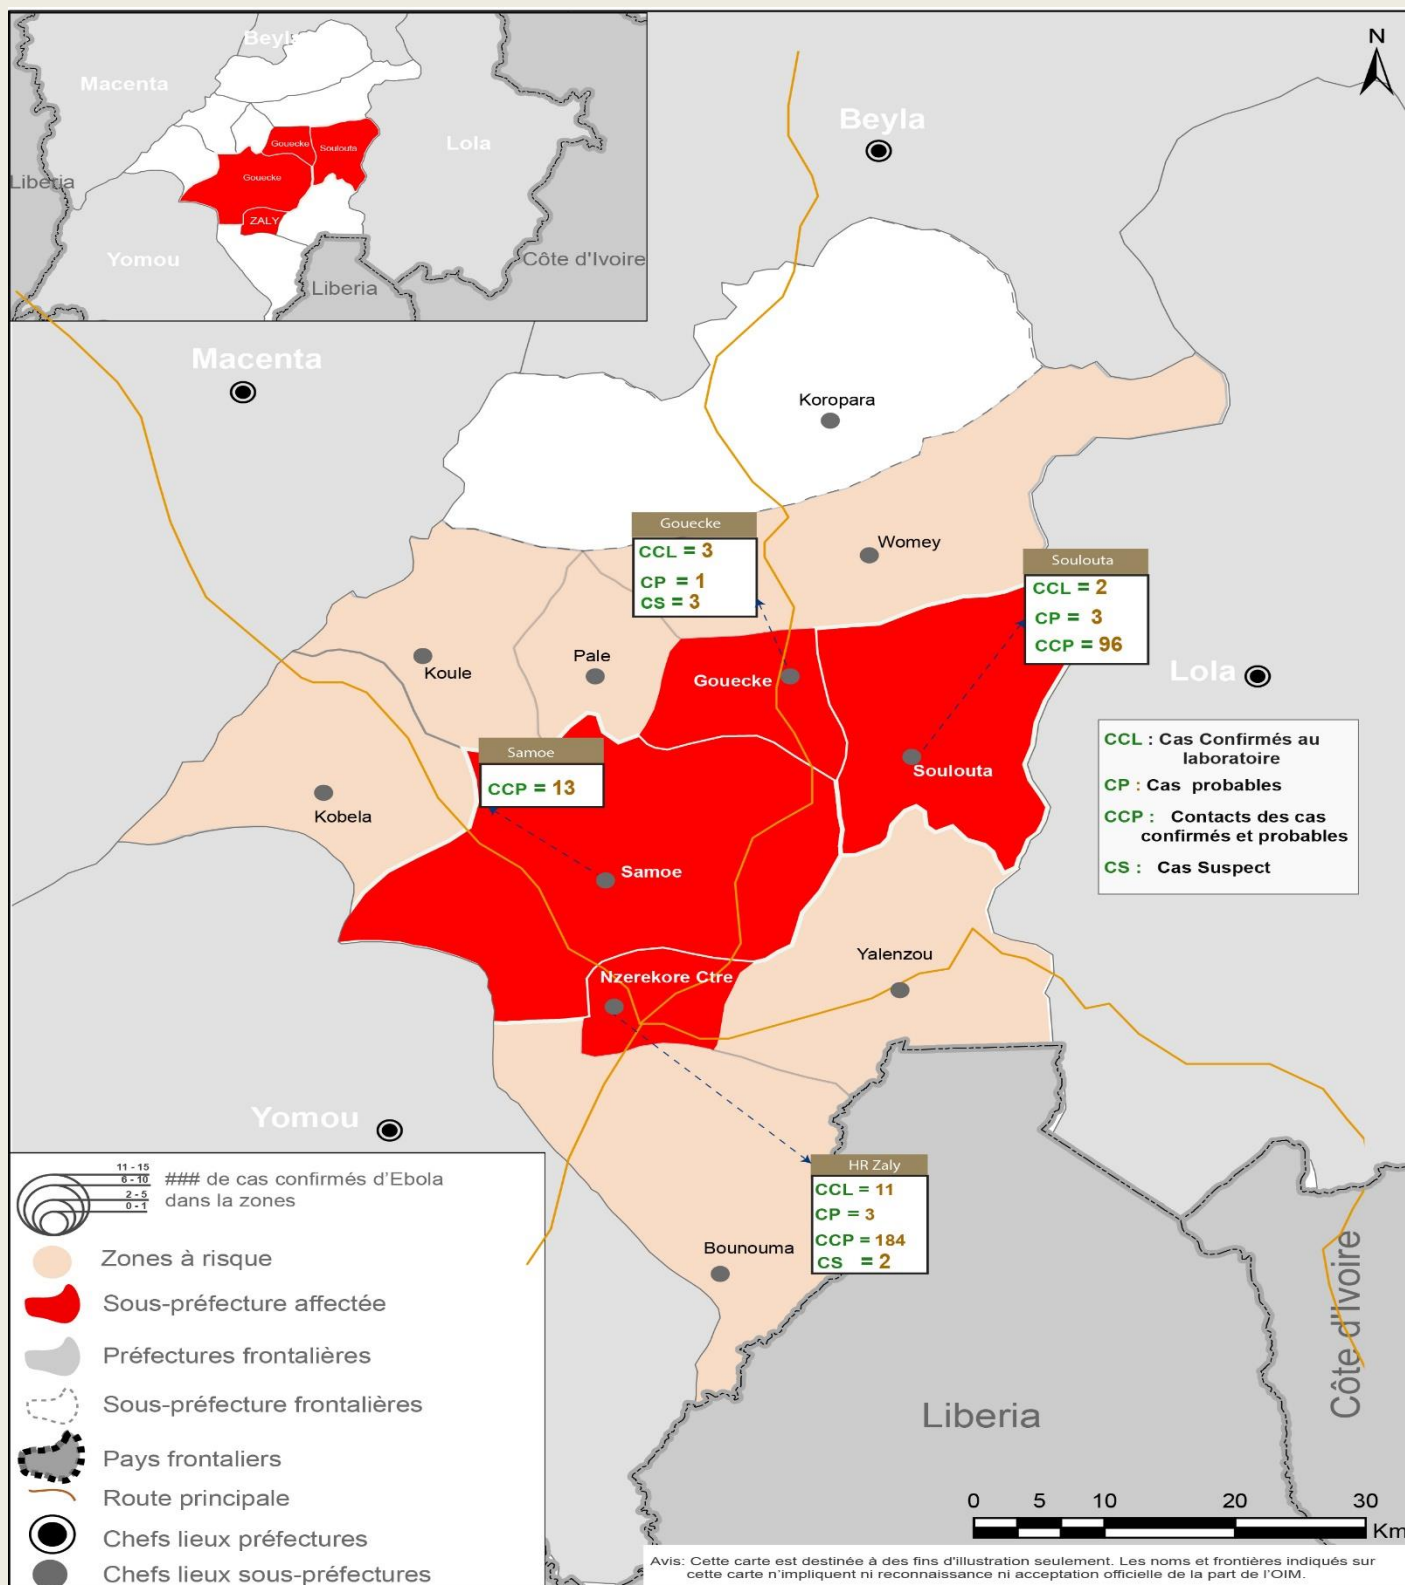 Beyla
Macenta
Lola
Liberia
Gouecke
Soulouta
Gouecke
ZALY
Yomou
Côte d'Ivoire
Liberia
N
Beyla
Macenta
Koropara
Womey
Gouecke
CCL = 3
CP = 1
CS = 3
Soulouta
CCL = 2
CP = 3
CCP = 96
Koule
Pale
Gouecke
Lola
Soulouta
Samoe
CCP = 13
Kobela
Samoe
CCL : Cas Confirmés au
laboratoire
CP : Cas probables
CCP : Contacts des cas
confirmés et probables
CS : Cas Suspect
Yalenzou
Nzerekore Ctre
Yomou
HR Zaly
CCL = 11
CP = 3
CCP = 184
CS = 2
Bounouma
Liberia
Côte d'Ivoire
11 - 15
6 - 10
2 - 5
0 - 1
### de cas confirmés d’Ebola
dans la zones
Zones à risque
Sous-préfecture affectée
Préfectures frontalières
Sous-préfecture frontalières
Pays frontaliers
Route principale
Chefs lieux préfectures
Chefs lieux sous-préfectures
0 5 10 20 30
Km
Avis: Cette carte est destinée à des fins d'illustration seulement. Les noms et frontières indiqués sur
cette carte n’impliquent ni reconnaissance ni acceptation officielle de la part de l’OIM.